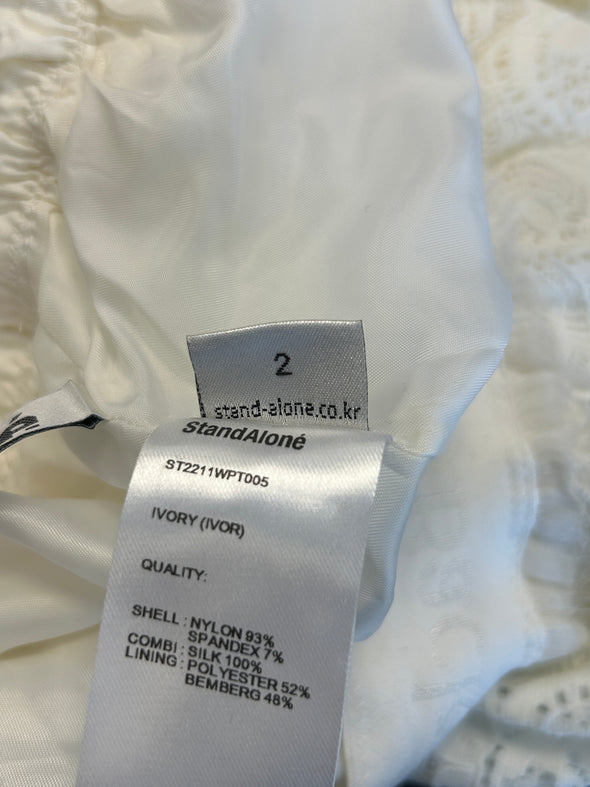 2
stand-alone.co.kr
StandAloné
ST2211WPT005
IVORY (IVOR)
QUALITY:
SHELL : NYLON 93%
SPANDEX 7%
COMBI : SILK 100%
LINING : POLYESTER 52%
BEMBERG 48%